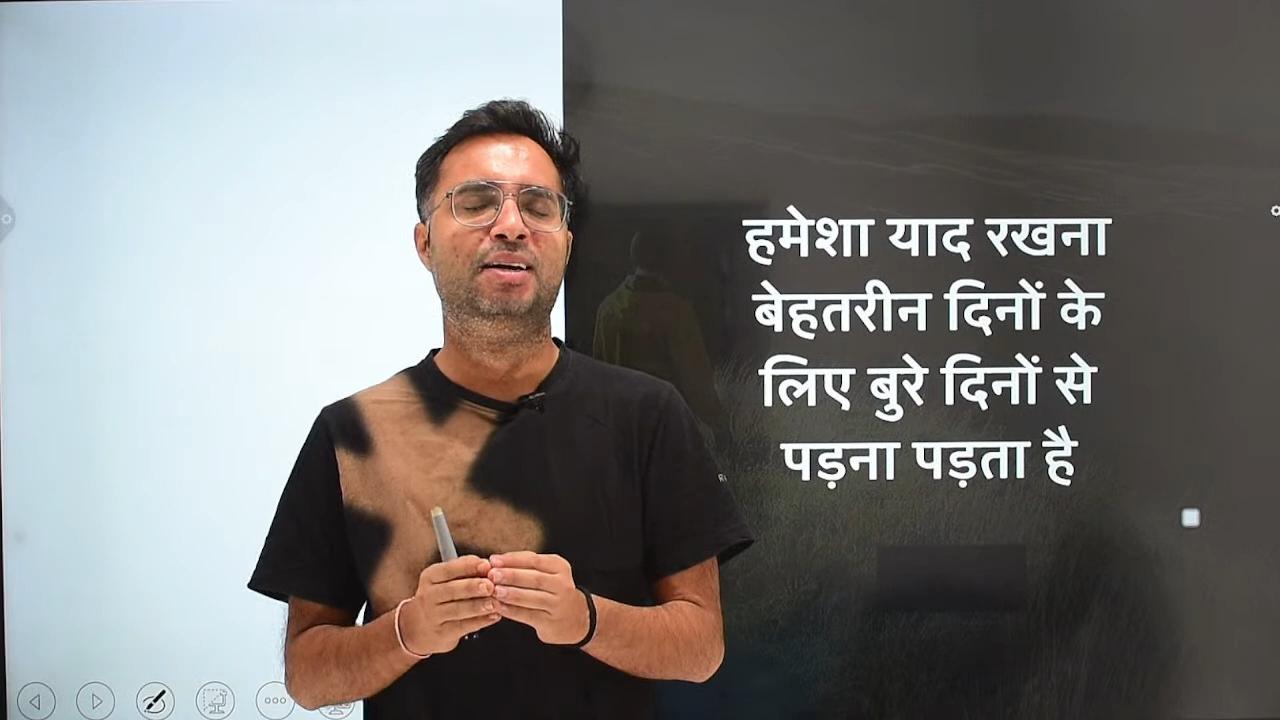 हमेशा याद रखना
बेहतरीन दिनों के
लिए बुरे दिनों से
पड़ना पड़ता है